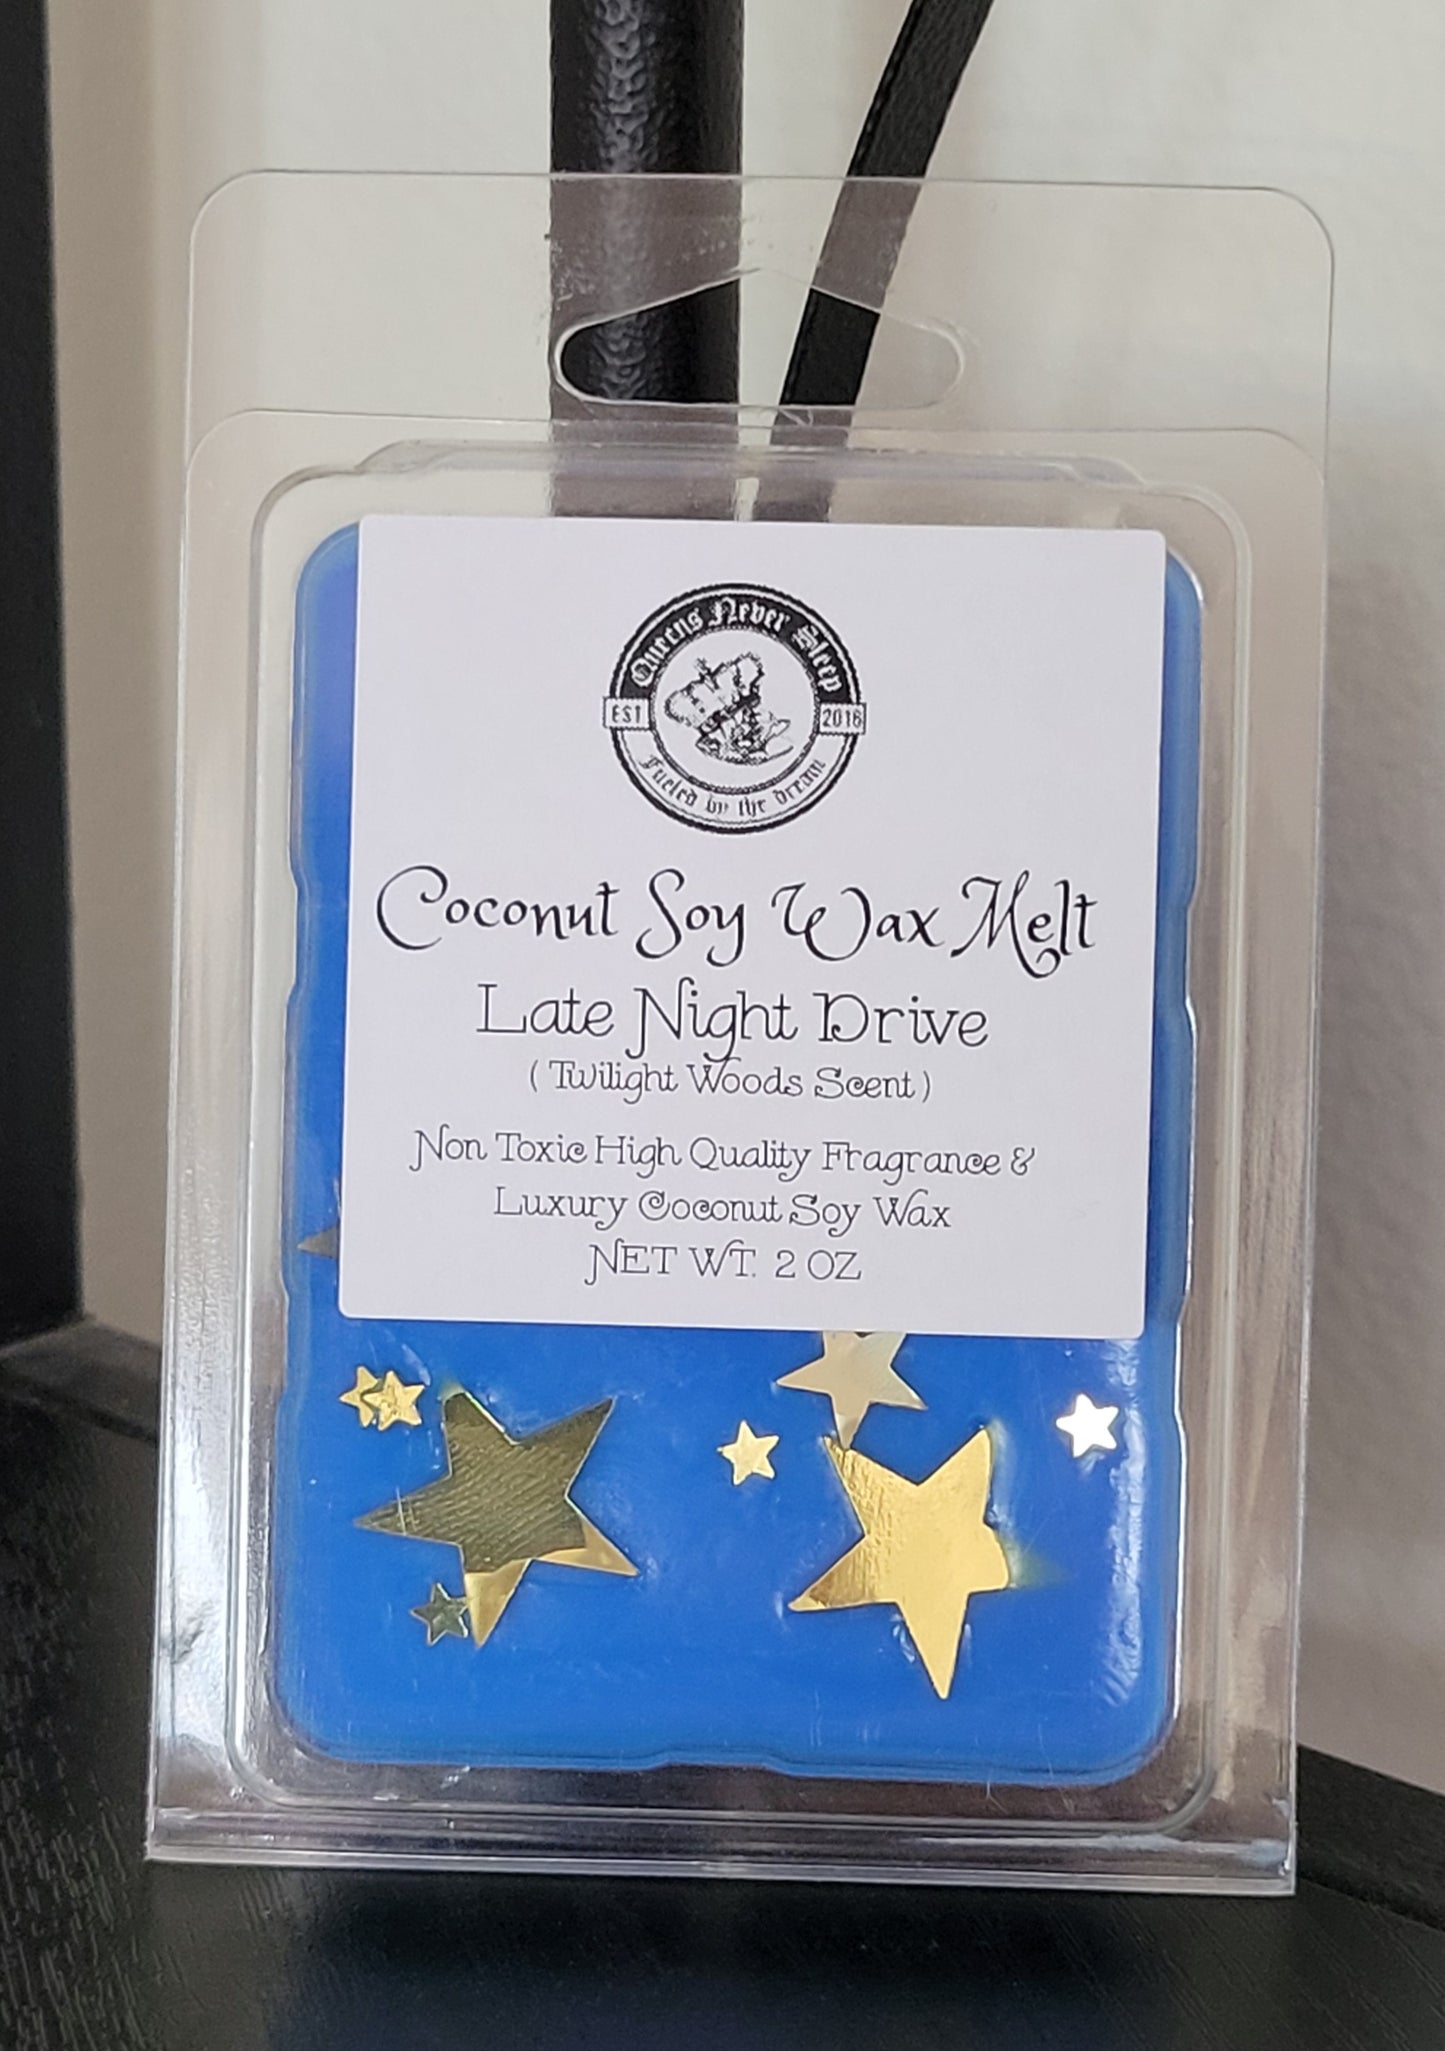 Queens Never Sleep
EST 2016
Fueled by the dream
Coconut Soy Wax Melt
Late Night Drive
( Twilight Woods Scent )
Non Toxic High Quality Fragrance &
Luxury Coconut Soy Wax
NET WT. 2 OZ